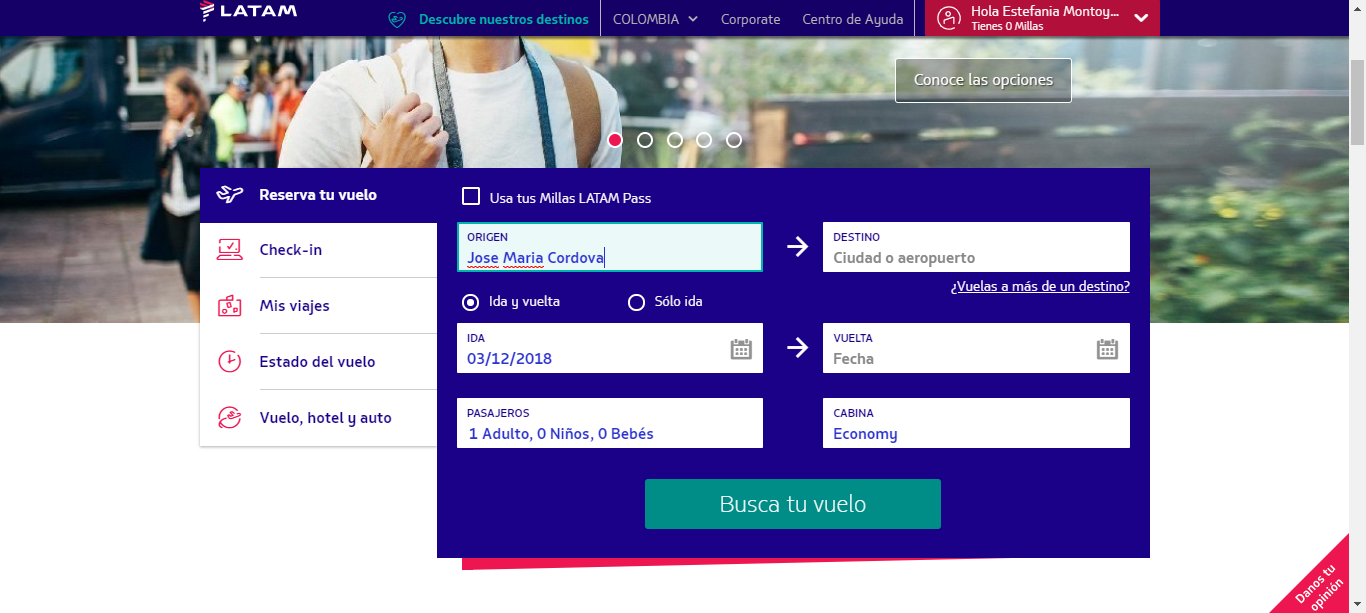 LATAM
Descubre nuestros destinos
COLOMBIA
Corporate
Centro de Ayuda
Hola Estefania Montoy...
Tienes 0 Millas
Conoce las opciones
Reserva tu vuelo
Check-in
Mis viajes
Estado del vuelo
Vuelo, hotel y auto
Usa tus Millas LATAM Pass
ORIGEN
Jose Maria Cordova
DESTINO
Ciudad o aeropuerto
¿Vuelas a más de un destino?
Ida y vuelta
Sólo ida
IDA
03/12/2018
VUELTA
Fecha
PASAJEROS
1 Adulto, 0 Niños, 0 Bebés
CABINA
Economy
Busca tu vuelo
Danos tu
opinión